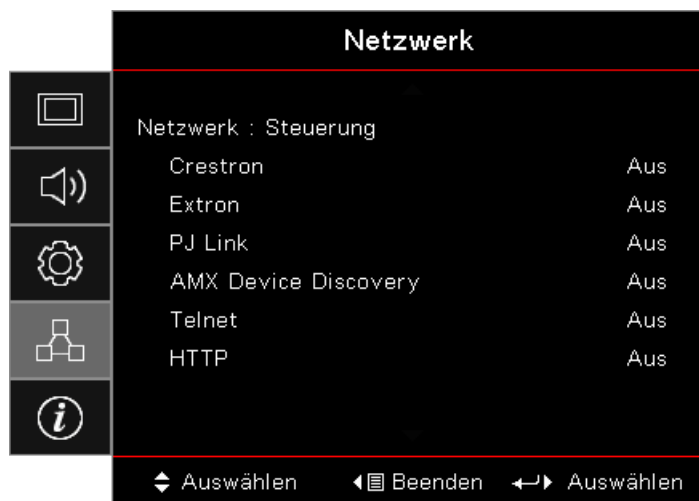 Netzwerk
Netzwerk : Steuerung
Crestron Aus
Extron Aus
PJ Link Aus
AMX Device Discovery Aus
Telnet Aus
HTTP Aus
Auswählen Beenden Auswählen